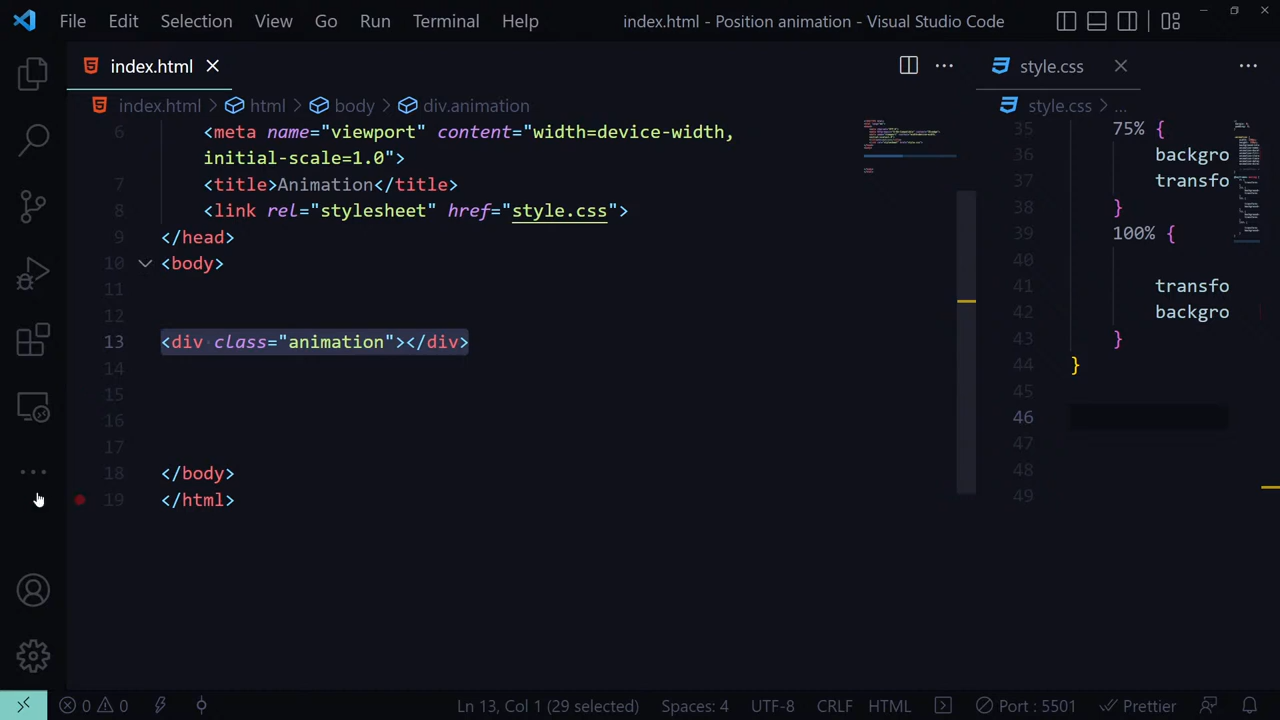 File Edit Selection View Go Run Terminal Help index.html - Position animation - Visual Studio Code
index.html
index.html > html > body > div.animation
6 <meta name="viewport" content="width=device-width,
initial-scale=1.0">
7 <title>Animation</title>
8 <link rel="stylesheet" href="style.css">
9 </head>
10 <body>
11
12
13 <div class="animation"></div>
14
15
16
17
18 </body>
19 </html>
style.css
style.css > ...
35 75% {
36 backgro
37 transfo
38 }
39 100% {
40
41 transfo
42 backgro
43 }
44 }
45
46
47
48
49
0 0 Ln 13, Col 1 (29 selected) Spaces: 4 UTF-8 CRLF HTML Port : 5501 Prettier